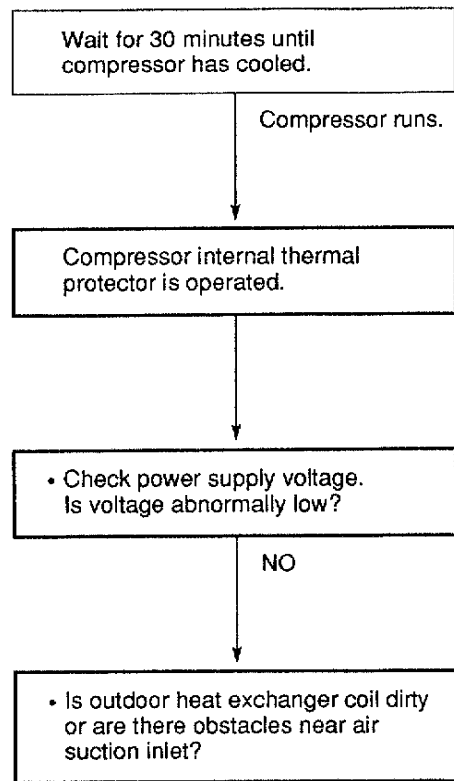 Wait for 30 minutes until
compressor has cooled.
Compressor runs.
Compressor internal thermal
protector is operated.
• Check power supply voltage.
Is voltage abnormally low?
NO
• Is outdoor heat exchanger coil dirty
or are there obstacles near air
suction inlet?